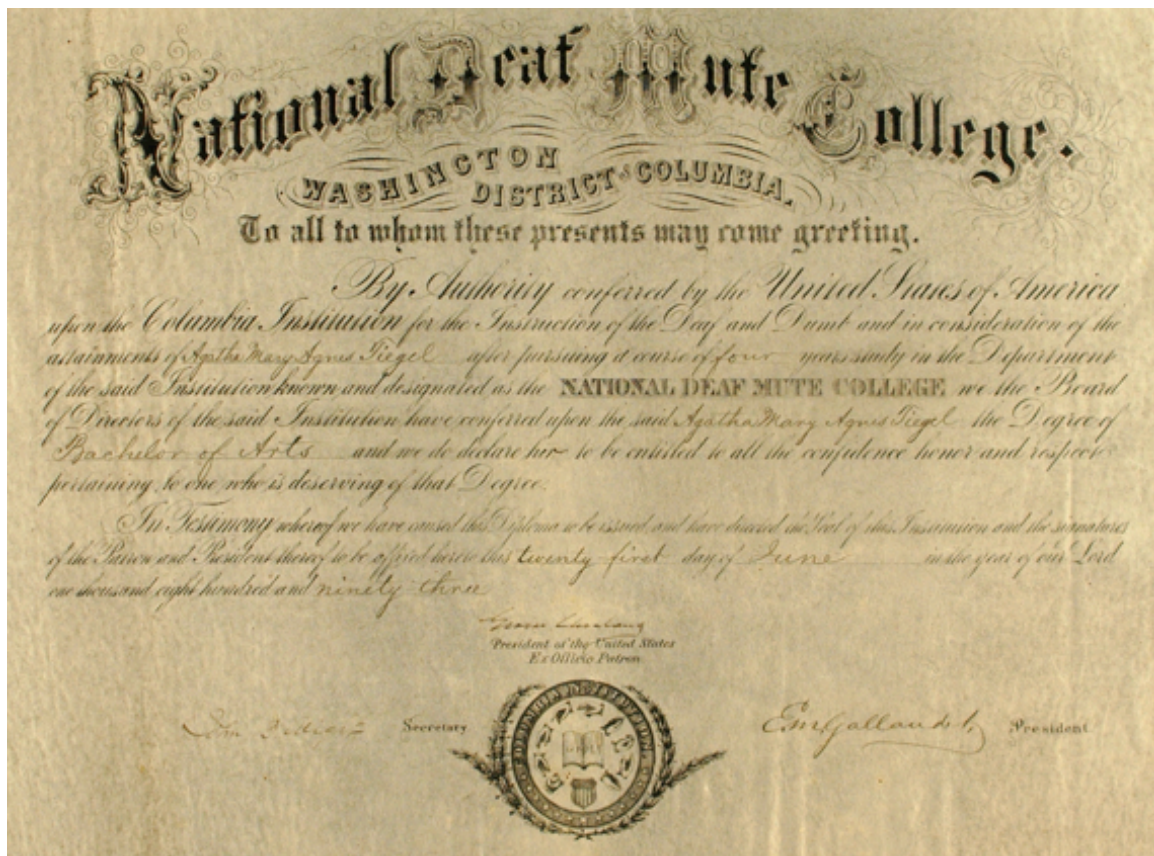 National Deaf Mute College.
WASHINGTON
DISTRICT of COLUMBIA.
To all to whom these presents may come greeting.
By Authority conferred by the United States of America
upon the Columbia Institution for the Instruction of the Deaf and Dumb and in consideration of the
attainments of Agatha Mary Agnes Tiegel after pursuing a course of four years study in the Department
of the said Institution known and designated as the NATIONAL DEAF MUTE COLLEGE we the Board
of Directors of the said Institution have conferred upon the said Agatha Mary Agnes Tiegel the Degree of
Bachelor of Arts and we do declare her to be entitled to all the confidence honor and respect
pertaining to one who is deserving of that Degree.
In Testimony whereof we have caused this Diploma to be issued and have directed the Seal of this Institution and the signatures
of the Patron and President thereof to be affixed hereto this twenty first day of June in the year of our Lord
one thousand eight hundred and ninety three
Grover Cleveland
President of the United States
Ex Officio Patron
Secretary
E M Gallaudet, President
COLUMBIA INSTITUTION